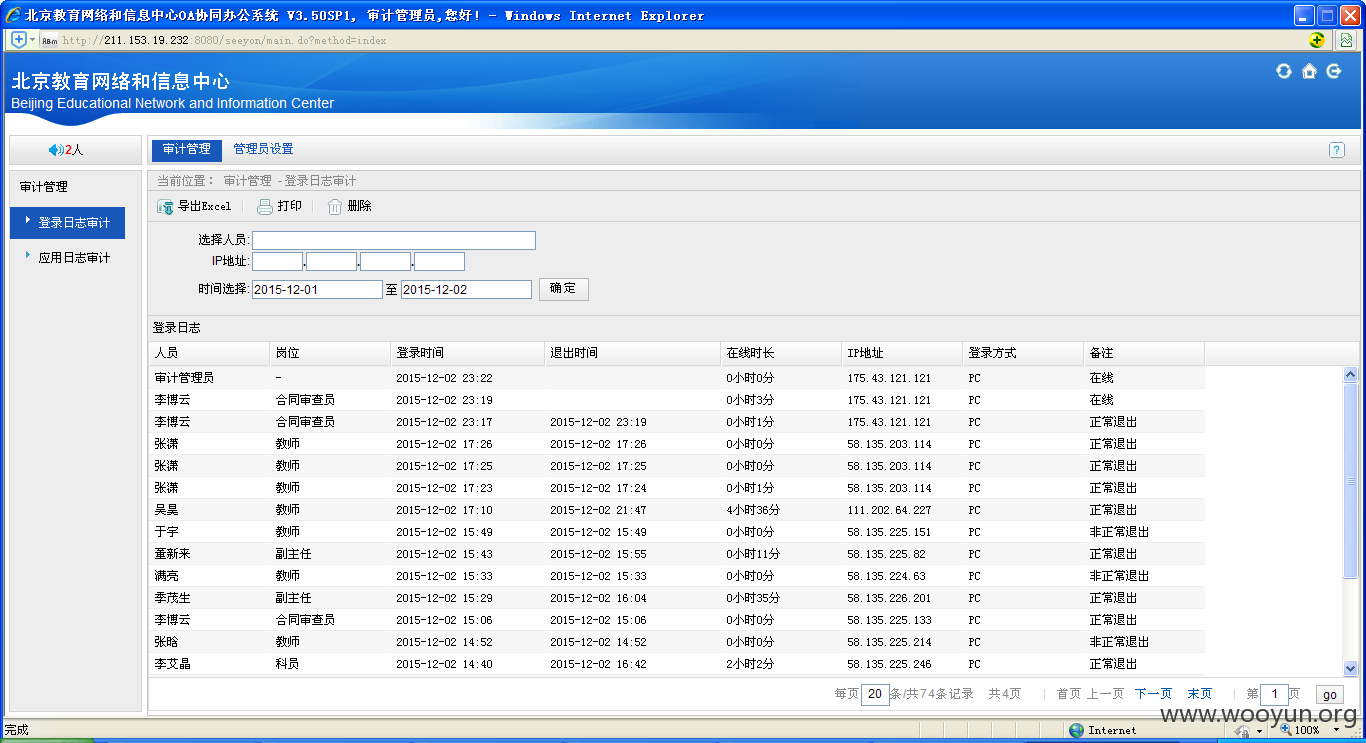 北京教育网络和信息中心OA协同办公系统 V3.50SP1, 审计管理员,您好! - Windows Internet Explorer
http://211.153.19.232:8080/seeyon/main.do?method=index
北京教育网络和信息中心
Beijing Educational Network and Information Center
2人
审计管理 管理员设置
审计管理
登录日志审计
应用日志审计
当前位置： 审计管理 - 登录日志审计
导出Excel 打印 删除
选择人员:
IP地址: . . .
时间选择: 2015-12-01 至 2015-12-02 确定
登录日志
人员 岗位 登录时间 退出时间 在线时长 IP地址 登录方式 备注
审计管理员 - 2015-12-02 23:22 0小时0分 175.43.121.121 PC 在线
李博云 合同审查员 2015-12-02 23:19 0小时3分 175.43.121.121 PC 在线
李博云 合同审查员 2015-12-02 23:17 2015-12-02 23:19 0小时1分 175.43.121.121 PC 正常退出
张潇 教师 2015-12-02 17:26 2015-12-02 17:26 0小时0分 58.135.203.114 PC 正常退出
张潇 教师 2015-12-02 17:25 2015-12-02 17:25 0小时0分 58.135.203.114 PC 正常退出
张潇 教师 2015-12-02 17:23 2015-12-02 17:24 0小时1分 58.135.203.114 PC 正常退出
吴昊 教师 2015-12-02 17:10 2015-12-02 21:47 4小时36分 111.202.64.227 PC 正常退出
于宇 教师 2015-12-02 15:49 2015-12-02 15:49 0小时0分 58.135.225.151 PC 非正常退出
董新来 副主任 2015-12-02 15:43 2015-12-02 15:55 0小时11分 58.135.225.82 PC 正常退出
满亮 教师 2015-12-02 15:33 2015-12-02 15:33 0小时0分 58.135.224.63 PC 非正常退出
季茂生 副主任 2015-12-02 15:29 2015-12-02 16:04 0小时35分 58.135.226.201 PC 正常退出
李博云 合同审查员 2015-12-02 15:06 2015-12-02 15:06 0小时0分 58.135.225.133 PC 正常退出
张晗 教师 2015-12-02 14:52 2015-12-02 14:52 0小时0分 58.135.225.214 PC 非正常退出
李艾晶 科员 2015-12-02 14:40 2015-12-02 16:42 2小时2分 58.135.225.246 PC 正常退出
每页 20 条/共74条记录 共4页 | 首页 上一页 下一页 末页 | 第 1 页 go
www.wooyun.org
完成 Internet 100%